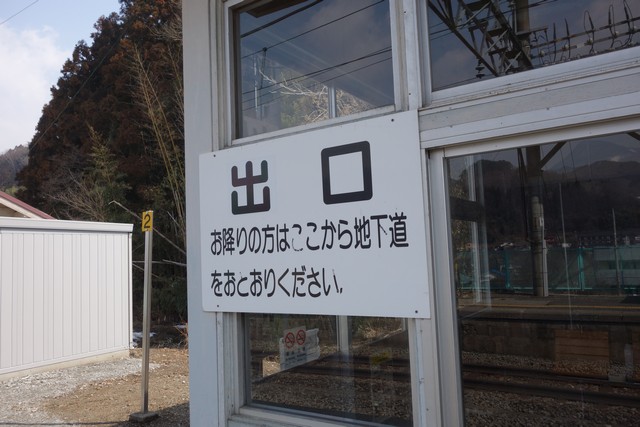 出 口
お降りの方はここから地下道
をおとおりください.
2